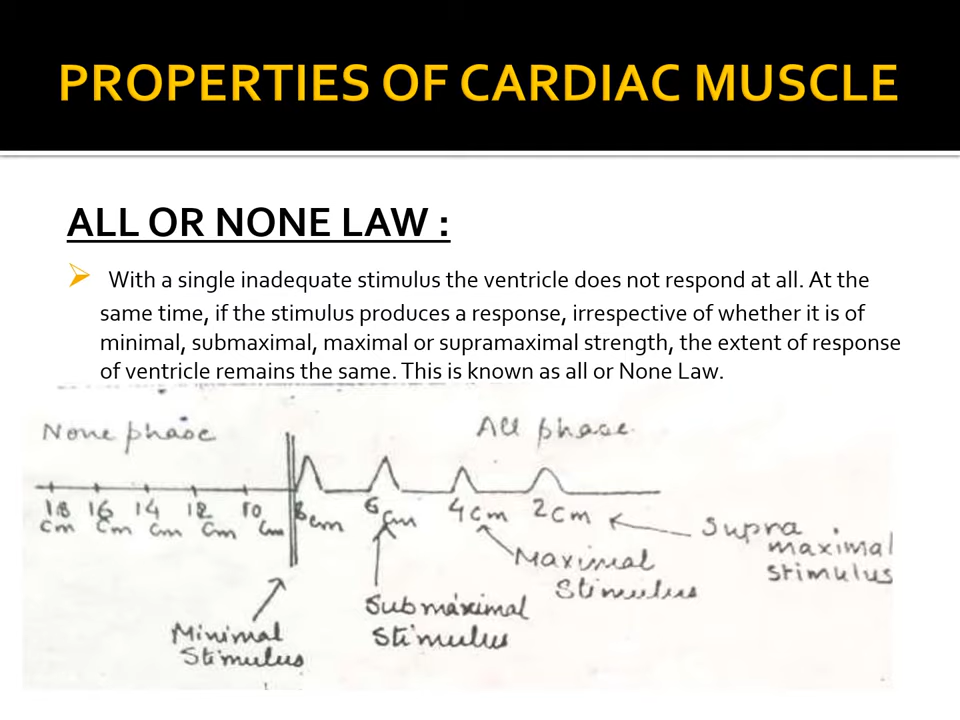 PROPERTIES OF CARDIAC MUSCLE
ALL OR NONE LAW :
With a single inadequate stimulus the ventricle does not respond at all. At the
same time, if the stimulus produces a response, irrespective of whether it is of
minimal, submaximal, maximal or supramaximal strength, the extent of response
of ventricle remains the same. This is known as all or None Law.
None phase
All phase
18 16 14 12 10 8cm 6 4cm 2cm
cm cm cm cm cm cm
Supra
maximal
stimulus
Maximal
Stimulus
Submaximal
Stimulus
Minimal
Stimulus